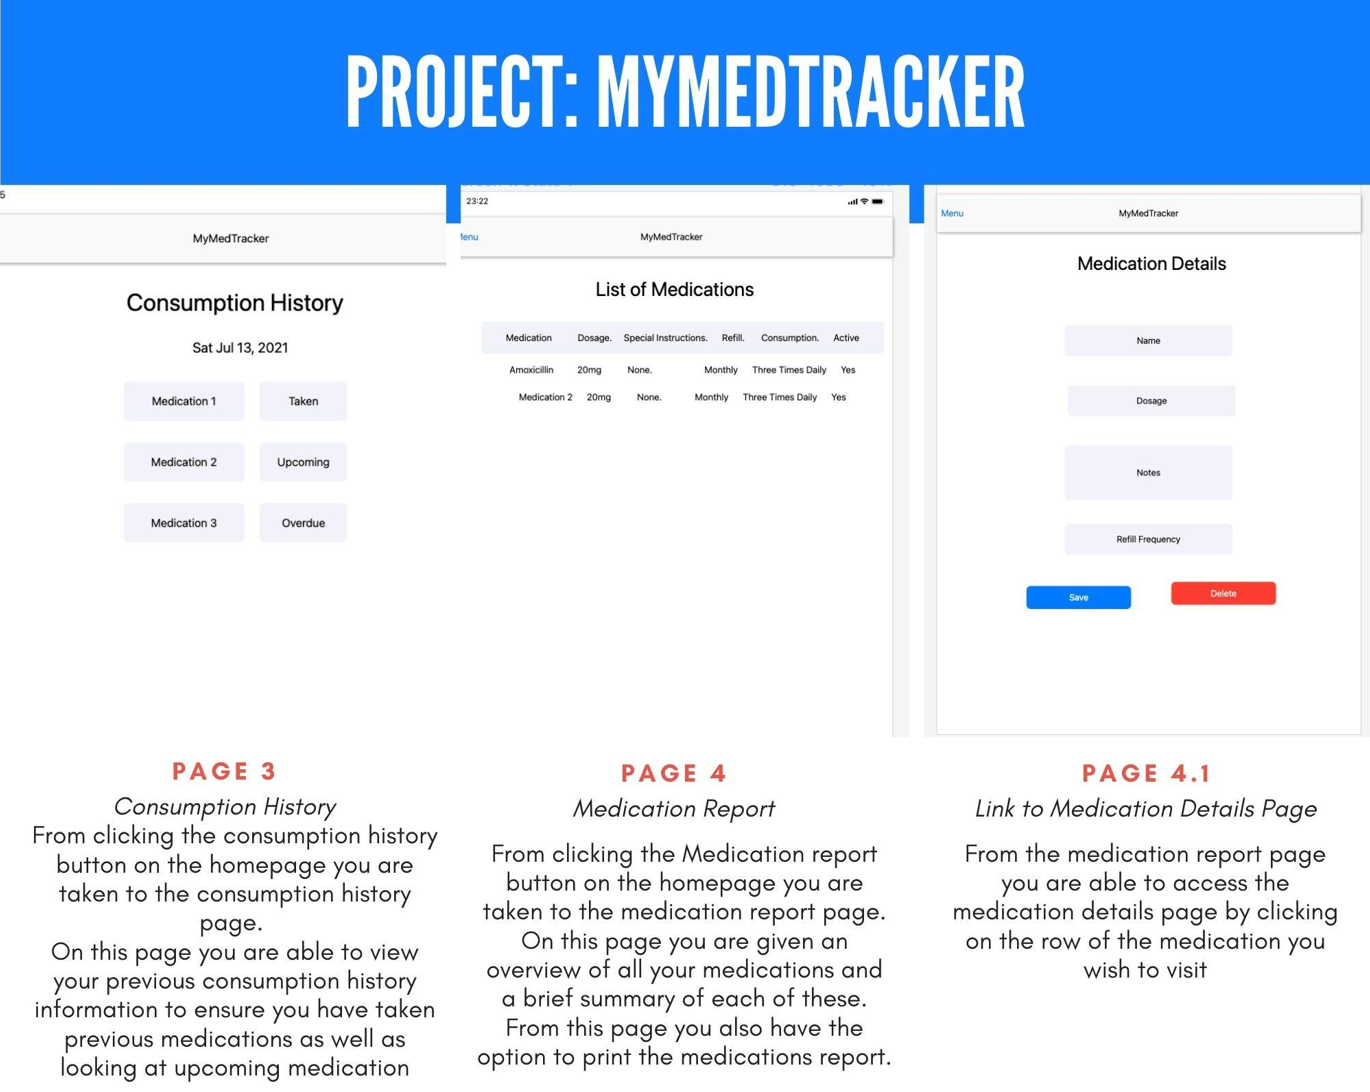 PROJECT: MYMEDTRACKER
5
MyMedTracker
Consumption History
Sat Jul 13, 2021
Medication 1 Taken
Medication 2 Upcoming
Medication 3 Overdue
23:22
Menu MyMedTracker
List of Medications
Medication Dosage. Special Instructions. Refill. Consumption. Active
Amoxicillin 20mg None. Monthly Three Times Daily Yes
Medication 2 20mg None. Monthly Three Times Daily Yes
Menu MyMedTracker
Medication Details
Name
Dosage
Notes
Refill Frequency
Save Delete
PAGE 3
Consumption History
From clicking the consumption history
button on the homepage you are
taken to the consumption history
page.
On this page you are able to view
your previous consumption history
information to ensure you have taken
previous medications as well as
looking at upcoming medication
PAGE 4
Medication Report
From clicking the Medication report
button on the homepage you are
taken to the medication report page.
On this page you are given an
overview of all your medications and
a brief summary of each of these.
From this page you also have the
option to print the medications report.
PAGE 4.1
Link to Medication Details Page
From the medication report page
you are able to access the
medication details page by clicking
on the row of the medication you
wish to visit